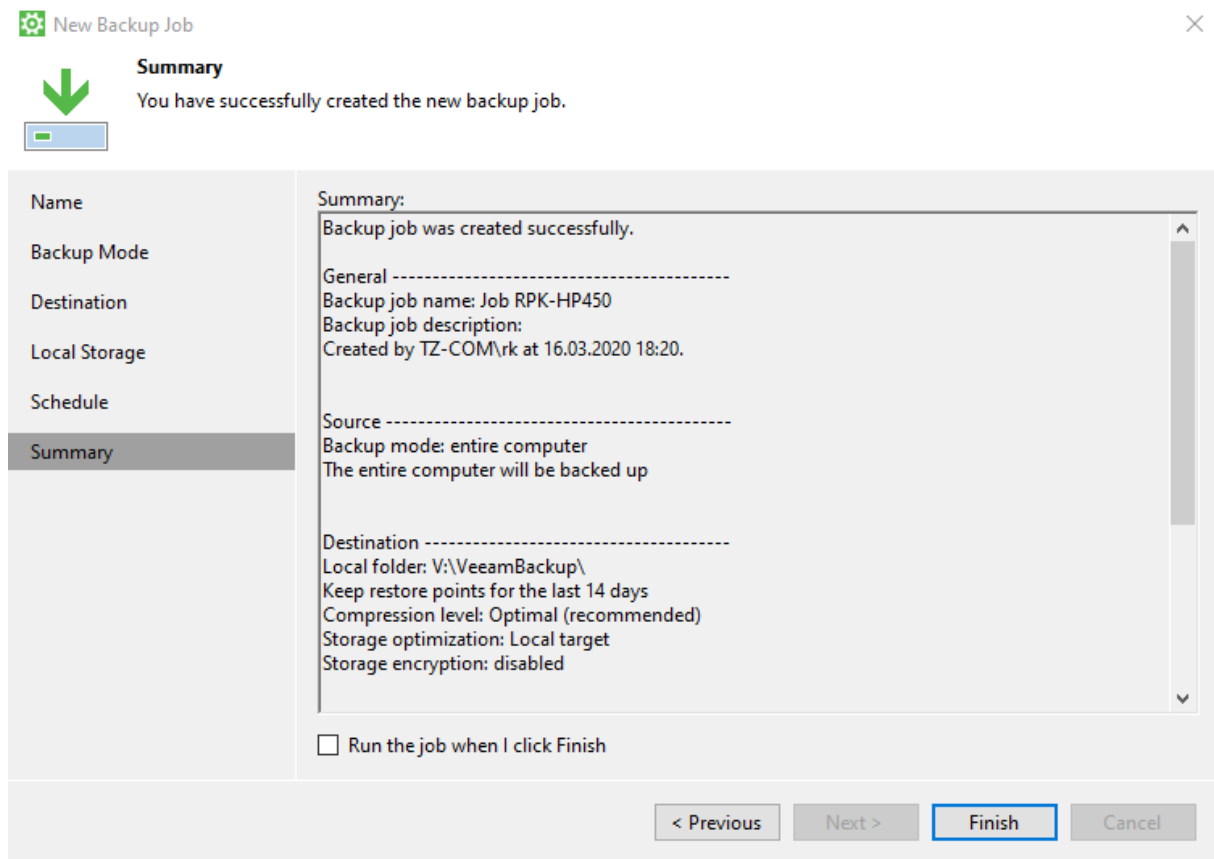 New Backup Job
Summary
You have successfully created the new backup job.
Name
Backup Mode
Destination
Local Storage
Schedule
Summary
Summary:
Backup job was created successfully.
General ------------------------------------------
Backup job name: Job RPK-HP450
Backup job description:
Created by TZ-COM\rk at 16.03.2020 18:20.
Source -------------------------------------------
Backup mode: entire computer
The entire computer will be backed up
Destination --------------------------------------
Local folder: V:\VeeamBackup\
Keep restore points for the last 14 days
Compression level: Optimal (recommended)
Storage optimization: Local target
Storage encryption: disabled
Run the job when I click Finish
< Previous
Next >
Finish
Cancel